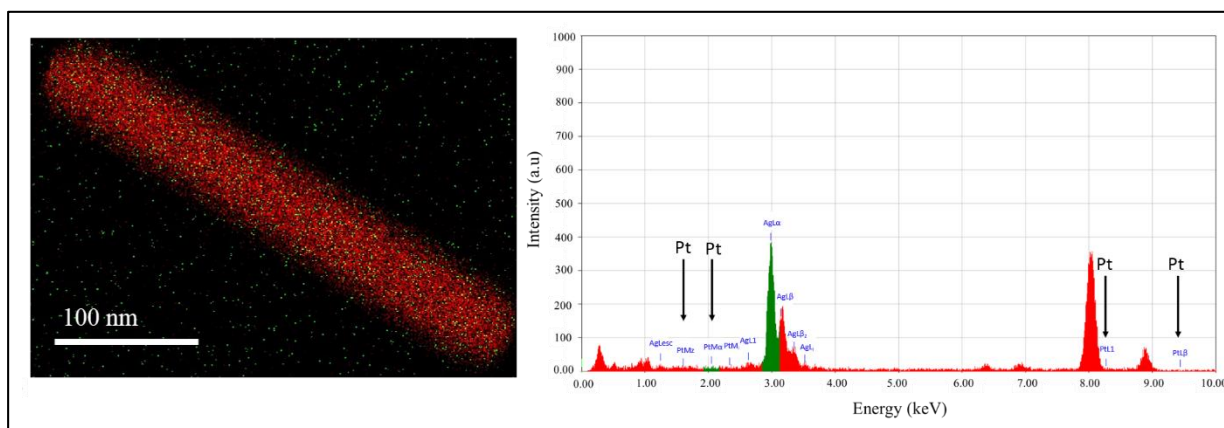 100 nm
Intensity (a.u)
1000
900
800
700
600
500
400
300
200
100
0.00
AgLesc
Pt
PtMz
Pt
PtMα
AgL1
AgLα
AgLβ
AgLβ₂
Pt
PtL1
Pt
PtLβ
0.00 1.00 2.00 3.00 4.00 5.00 6.00 7.00 8.00 9.00 10.00
Energy (keV)